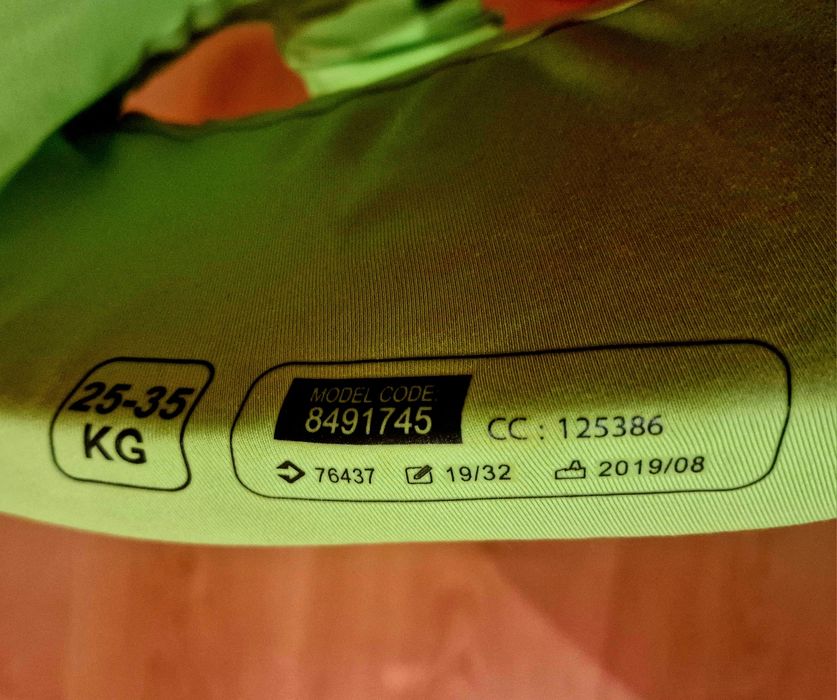 25-35
KG
MODEL CODE:
8491745
CC : 125386
76437 19/32 2019/08